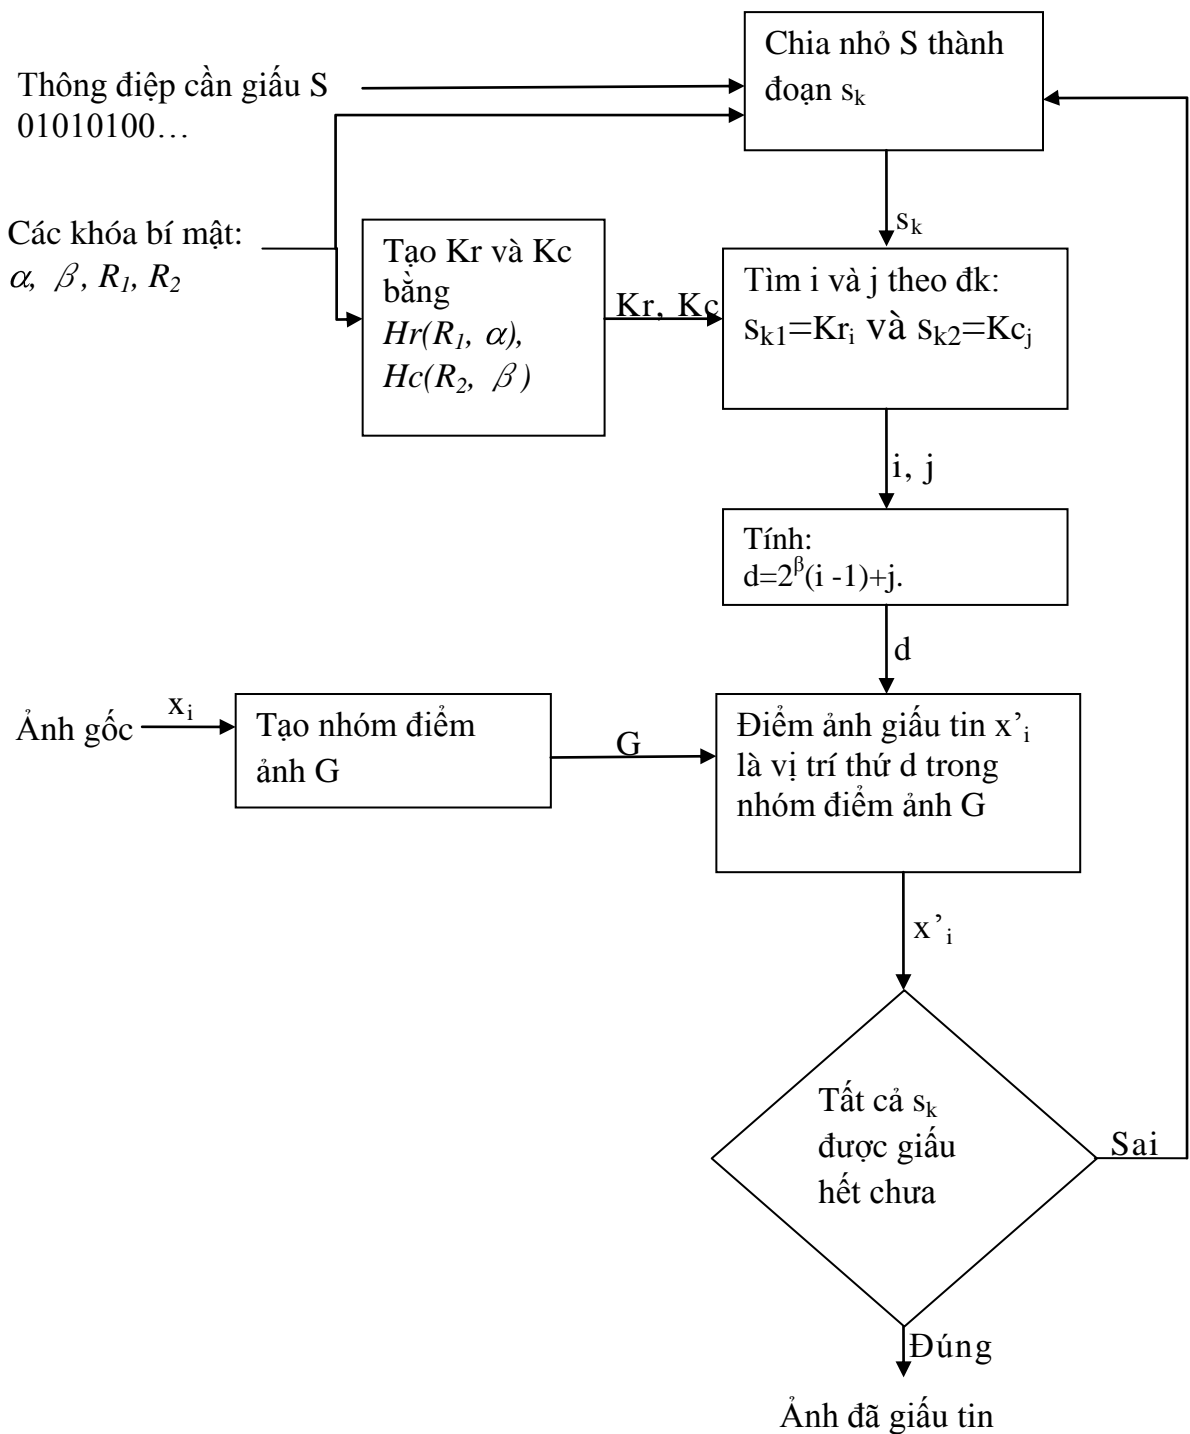 Chia nhỏ S thành
đoạn sk
Thông điệp cần giấu S
01010100…
sk
Các khóa bí mật:
α, β, R1, R2
Tạo Kr và Kc
bằng
Hr(R1, α),
Hc(R2, β)
Kr, Kc
Tìm i và j theo đk:
sk1=Kri và sk2=Kcj
i, j
Tính:
d=2^β(i -1)+j.
d
Ảnh gốc
xi
Tạo nhóm điểm
ảnh G
G
Điểm ảnh giấu tin x’i
là vị trí thứ d trong
nhóm điểm ảnh G
x’i
Tất cả sk
được giấu
hết chưa
Sai
Đúng
Ảnh đã giấu tin